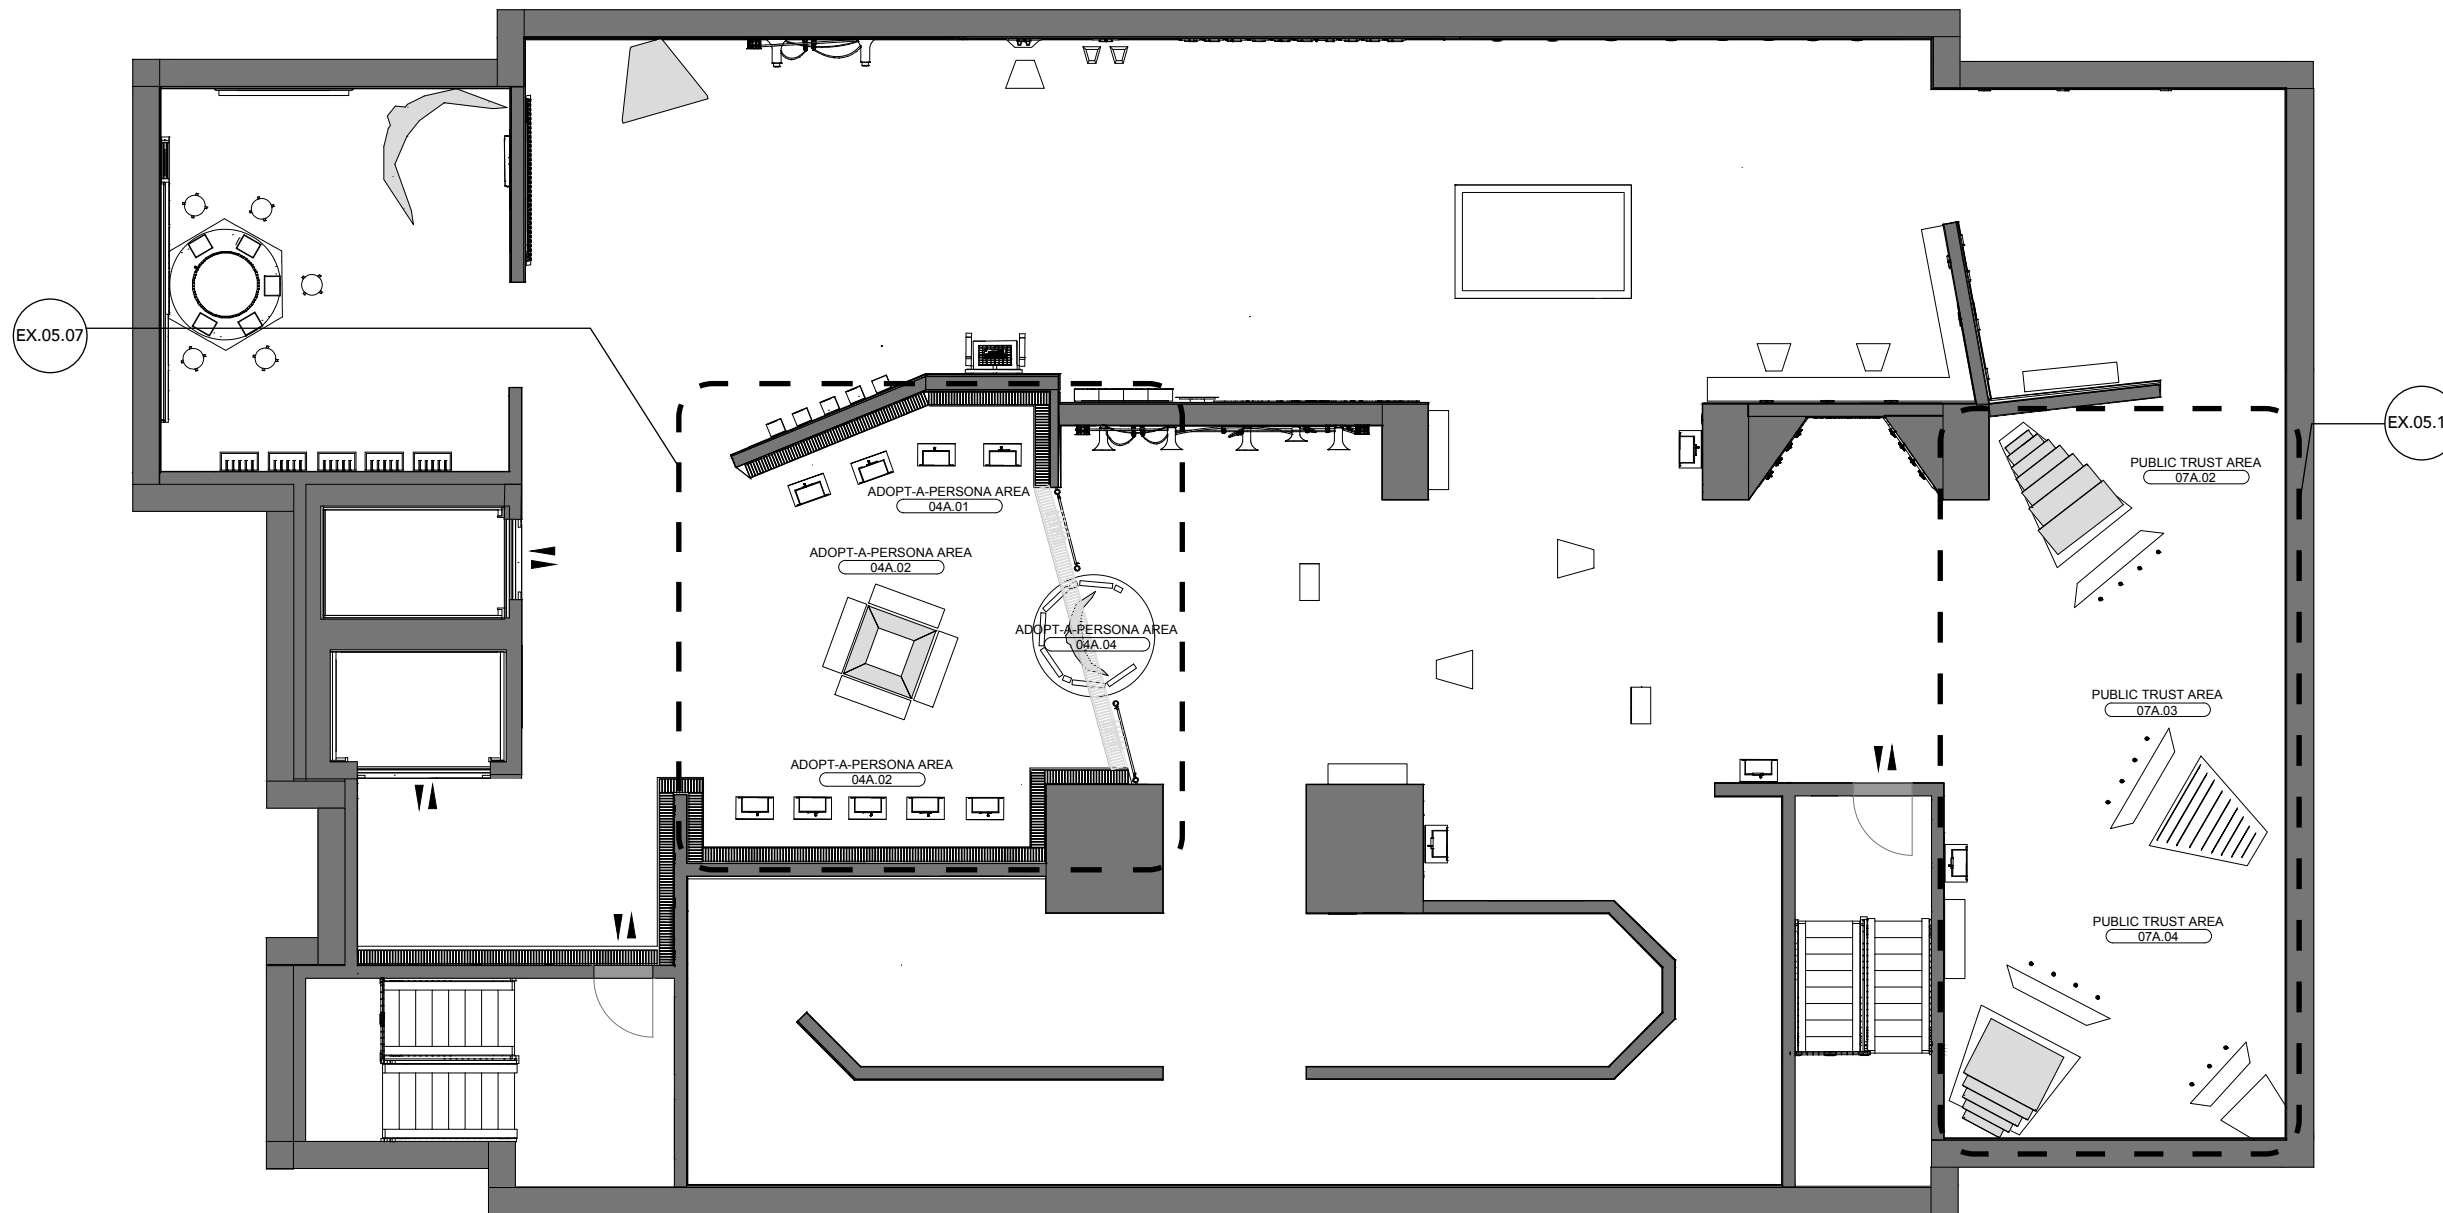 EX.05.07
EX.05.1
PUBLIC TRUST AREA
07A.02
ADOPT-A-PERSONA AREA
04A.01
ADOPT-A-PERSONA AREA
04A.02
ADOPT-A-PERSONA AREA
04A.04
PUBLIC TRUST AREA
07A.03
ADOPT-A-PERSONA AREA
04A.02
PUBLIC TRUST AREA
07A.04